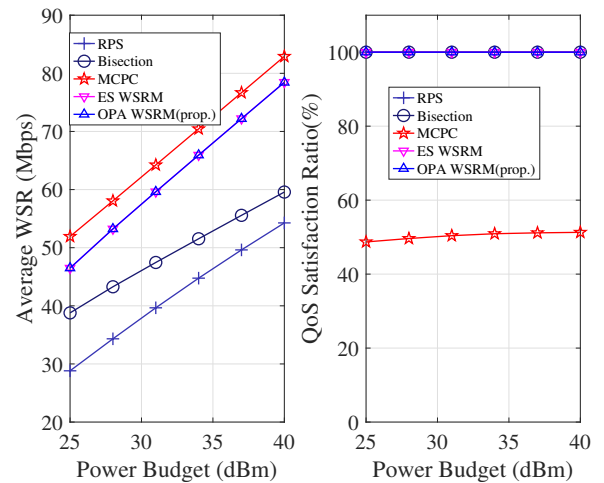 90
80
70
60
50
40
30
20
Average WSR (Mbps)
RPS
Bisection
MCPC
ES WSRM
OPA WSRM(prop.)
25
30
35
40
Power Budget (dBm)
100
80
60
40
20
0
QoS Satisfaction Ratio(%)
RPS
Bisection
MCPC
ES WSRM
OPA WSRM(prop.)
25
30
35
40
Power Budget (dBm)